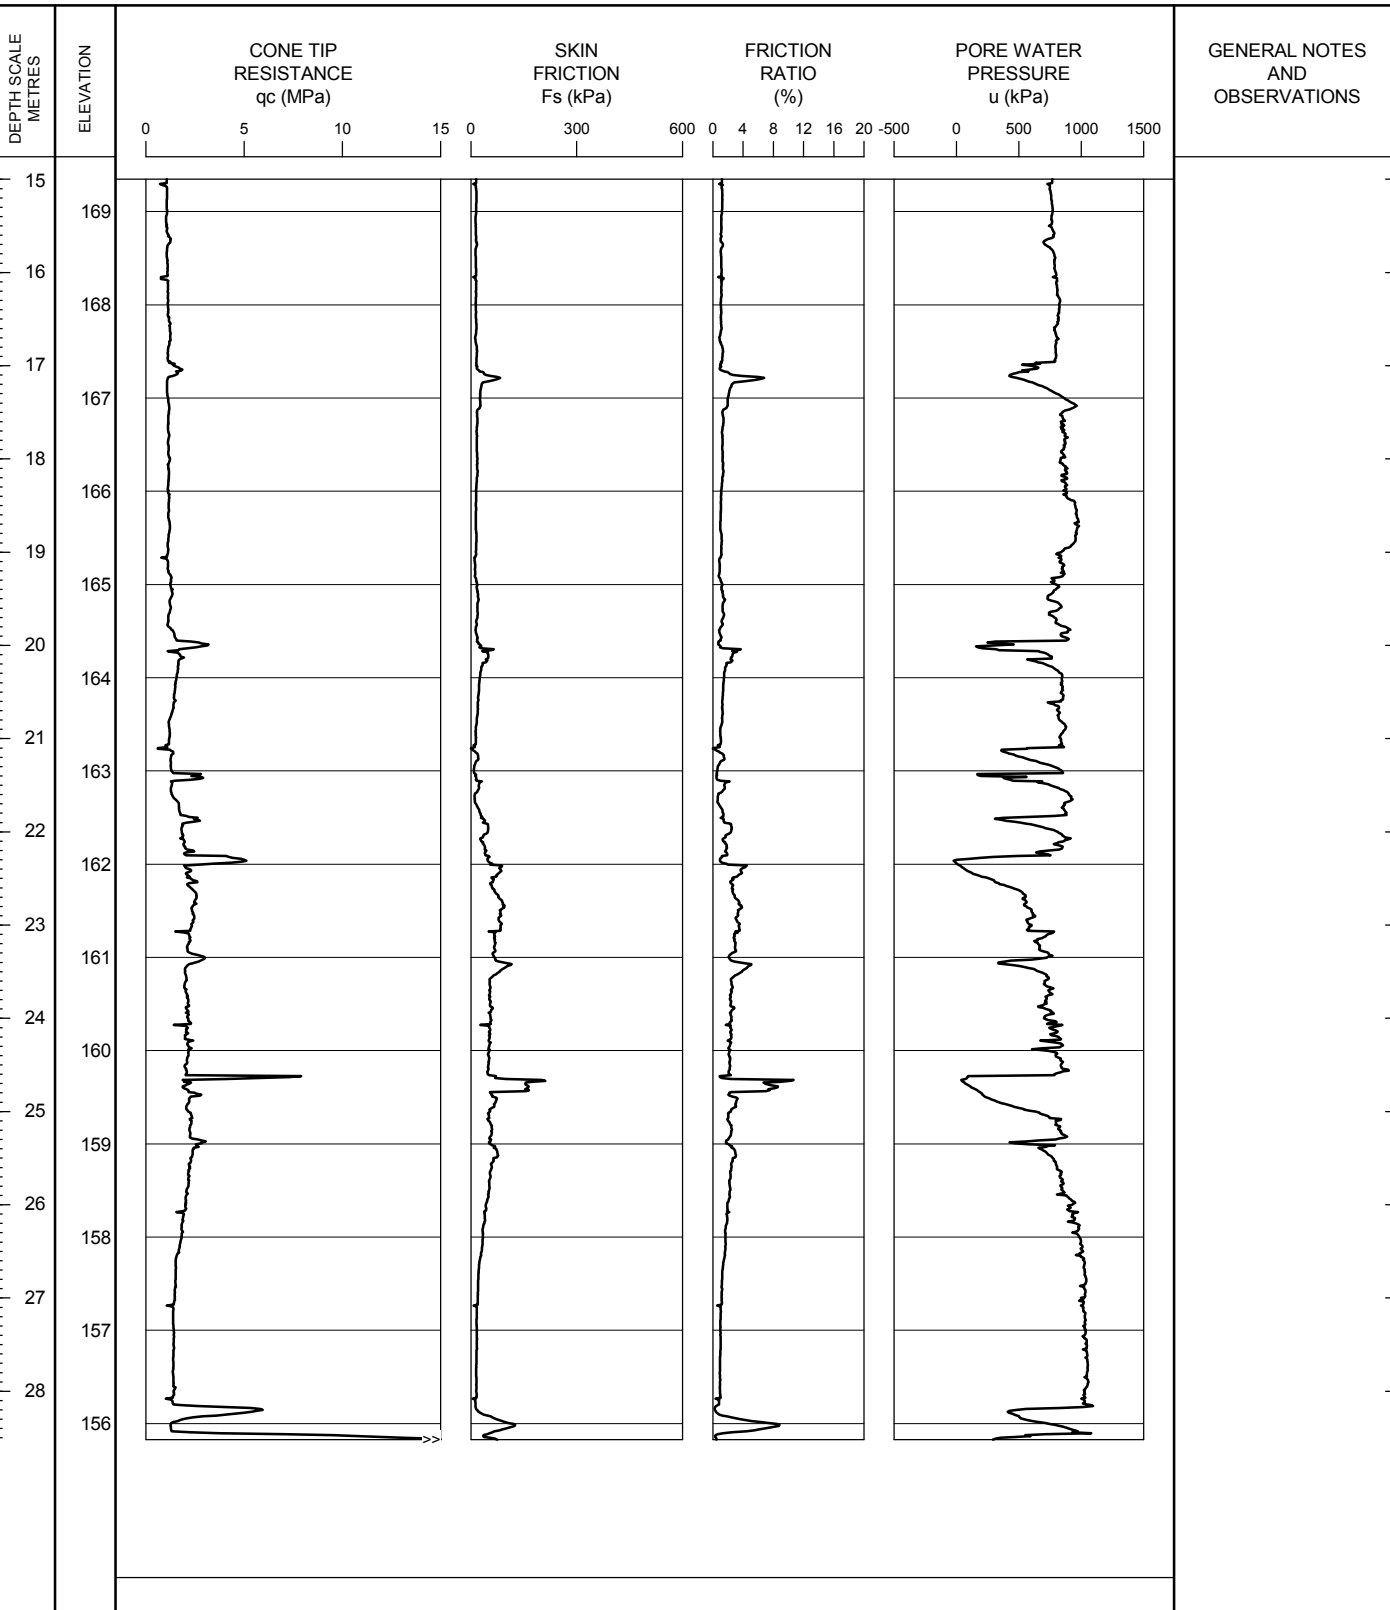 DEPTH SCALE
METRES
ELEVATION
CONE TIP
RESISTANCE
qc (MPa)
SKIN
FRICTION
Fs (kPa)
FRICTION
RATIO
(%)
PORE WATER
PRESSURE
u (kPa)
GENERAL NOTES
AND
OBSERVATIONS
0 5 10 15
0 300 600
0 4 8 12 16 20
-500 0 500 1000 1500
15
169
16
168
17
167
18
166
19
165
20
164
21
163
22
162
23
161
24
160
25
159
26
158
27
157
28
156
>>